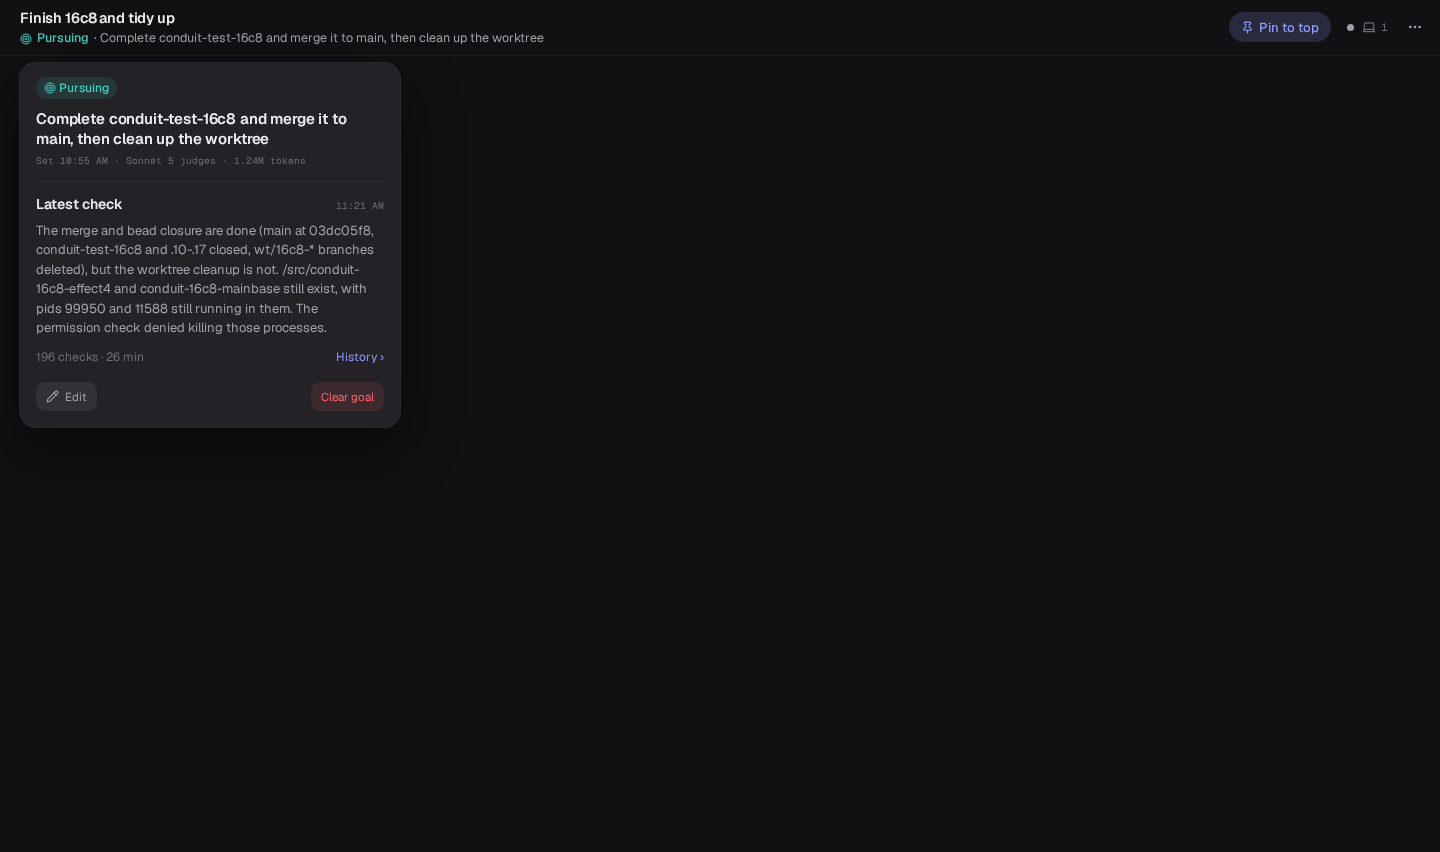 Finish 16c8 and tidy up
Pursuing · Complete conduit-test-16c8 and merge it to main, then clean up the worktree
Pin to top
1
Pursuing
Complete conduit-test-16c8 and merge it to
main, then clean up the worktree
Set 10:55 AM · Sonnet 5 judges · 1.24M tokens
Latest check
11:21 AM
The merge and bead closure are done (main at 03dc05f8,
conduit-test-16c8 and .10-.17 closed, wt/16c8-* branches
deleted), but the worktree cleanup is not. /src/conduit-
16c8-effect4 and conduit-16c8-mainbase still exist, with
pids 99950 and 11588 still running in them. The
permission check denied killing those processes.
196 checks · 26 min
History ›
Edit
Clear goal